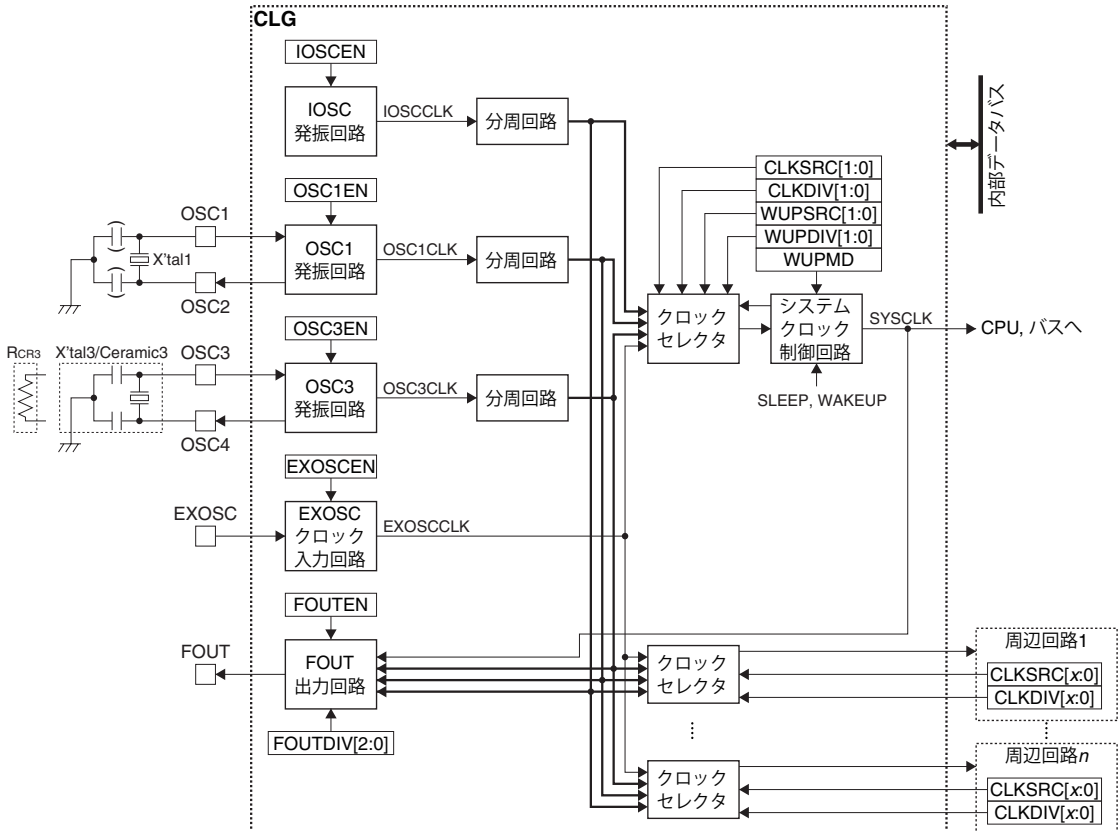 CLG
IOSCEN
IOSC
発振回路
IOSCCLK
分周回路
内部データバス
CLKSRC[1:0]
CLKDIV[1:0]
WUPSRC[1:0]
WUPDIV[1:0]
WUPMD
OSC1EN
OSC1
OSC1
発振回路
OSC1CLK
分周回路
X'tal1
OSC2
クロック
セレクタ
システム
クロック
制御回路
SYSCLK
CPU, バスへ
SLEEP, WAKEUP
OSC3EN
RCR3
X'tal3/Ceramic3
OSC3
OSC3
発振回路
OSC3CLK
分周回路
OSC4
EXOSCEN
EXOSC
EXOSC
クロック
入力回路
EXOSCCLK
FOUTEN
FOUT
FOUT
出力回路
FOUTDIV[2:0]
クロック
セレクタ
周辺回路1
CLKSRC[x:0]
CLKDIV[x:0]
クロック
セレクタ
周辺回路n
CLKSRC[x:0]
CLKDIV[x:0]